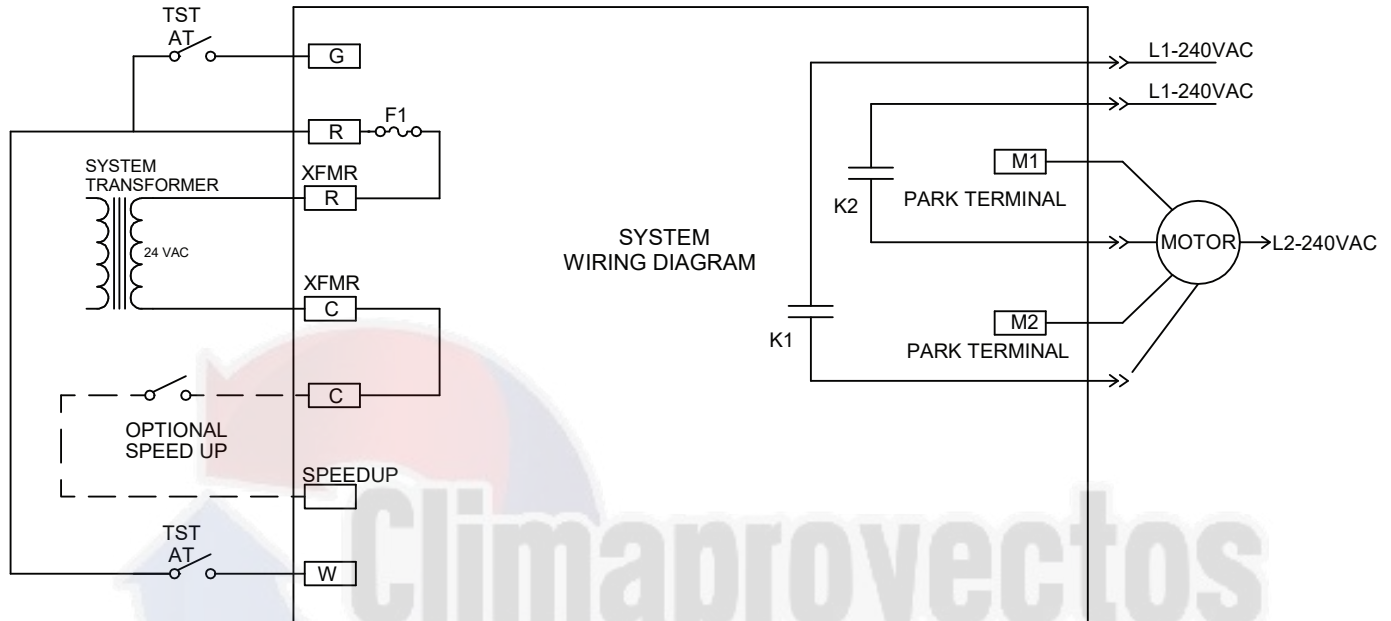 TST
AT
G
L1-240VAC
L1-240VAC
F1
R
SYSTEM
TRANSFORMER
XFMR
R
M1
PARK TERMINAL
K2
24 VAC
SYSTEM
WIRING DIAGRAM
MOTOR
L2-240VAC
XFMR
C
K1
M2
PARK TERMINAL
C
OPTIONAL
SPEED UP
SPEEDUP
TST
AT
W
Climaproyectos